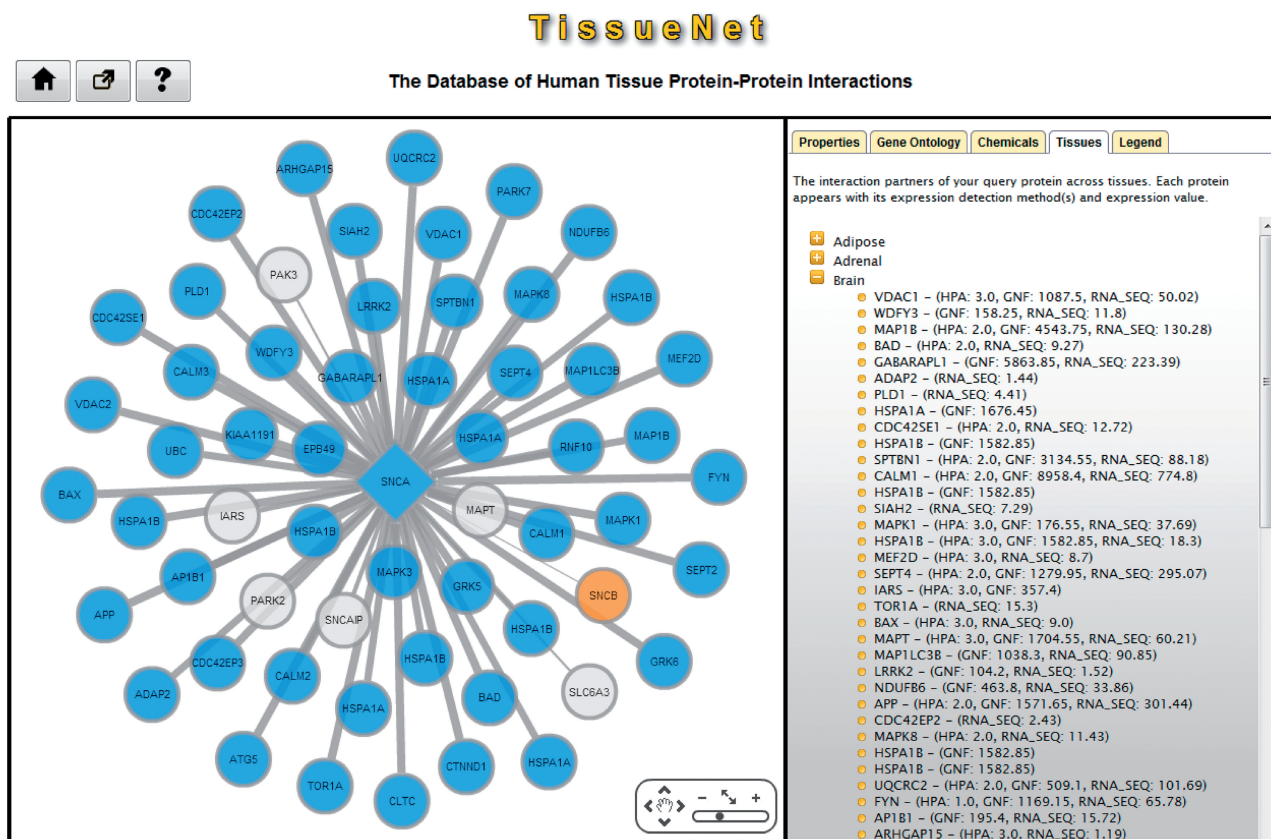 TissueNet
The Database of Human Tissue Protein-Protein Interactions
Properties
Gene Ontology
Chemicals
Tissues
Legend
The interaction partners of your query protein across tissues. Each protein
appears with its expression detection method(s) and expression value.
Adipose
Adrenal
Brain
VDAC1 – (HPA: 3.0, GNF: 1087.5, RNA_SEQ: 50.02)
WDFY3 – (GNF: 158.25, RNA_SEQ: 11.8)
MAP1B – (HPA: 2.0, GNF: 4543.75, RNA_SEQ: 130.28)
BAD – (HPA: 2.0, RNA_SEQ: 9.27)
GABARAPL1 – (GNF: 5863.85, RNA_SEQ: 223.39)
ADAP2 – (RNA_SEQ: 1.44)
PLD1 – (RNA_SEQ: 4.41)
HSPA1A – (GNF: 1676.45)
CDC42SE1 – (HPA: 2.0, RNA_SEQ: 12.72)
HSPA1B – (GNF: 1582.85)
SPTBN1 – (HPA: 2.0, GNF: 3134.55, RNA_SEQ: 88.18)
CALM1 – (HPA: 2.0, GNF: 8958.4, RNA_SEQ: 774.8)
HSPA1B – (GNF: 1582.85)
SIAH2 – (RNA_SEQ: 7.29)
MAPK1 – (HPA: 3.0, GNF: 176.55, RNA_SEQ: 37.69)
HSPA1B – (HPA: 3.0, GNF: 1582.85, RNA_SEQ: 18.3)
MEF2D – (HPA: 3.0, RNA_SEQ: 8.7)
SEPT4 – (HPA: 2.0, GNF: 1279.95, RNA_SEQ: 295.07)
IARS – (HPA: 3.0, GNF: 357.4)
TOR1A – (RNA_SEQ: 15.3)
BAX – (HPA: 3.0, RNA_SEQ: 9.0)
MAPT – (HPA: 3.0, GNF: 1704.55, RNA_SEQ: 60.21)
MAP1LC3B – (GNF: 1038.3, RNA_SEQ: 90.85)
LRRK2 – (GNF: 104.2, RNA_SEQ: 1.52)
NDUFB6 – (GNF: 463.8, RNA_SEQ: 33.86)
APP – (HPA: 2.0, GNF: 1571.65, RNA_SEQ: 301.44)
CDC42EP2 – (RNA_SEQ: 2.43)
MAPK8 – (HPA: 2.0, RNA_SEQ: 11.43)
HSPA1B – (GNF: 1582.85)
HSPA1B – (GNF: 1582.85)
UQCRC2 – (HPA: 2.0, GNF: 509.1, RNA_SEQ: 101.69)
FYN – (HPA: 1.0, GNF: 1169.15, RNA_SEQ: 65.78)
AP1B1 – (GNF: 195.4, RNA_SEQ: 15.72)
ARHGAP15 – (HPA: 3.0, RNA_SEQ: 1.19)
UQCRC2
ARHGAP15
PARK7
CDC42EP2
SIAH2
VDAC1
NDUFB6
PAK3
PLD1
LRRK2
SPTBN1
MAPK8
HSPA1B
CDC42SE1
WDFY3
CALM3
GABARAPL1
HSPA1A
SEPT4
MAP1LC3B
MEF2D
VDAC2
UBC
KIAA1191
EPB49
HSPA1A
RNF10
MAP1B
SNCA
FYN
BAX
HSPA1B
IARS
HSPA1B
MAPT
CALM1
MAPK1
AP1B1
MAPK3
GRK5
SEPT2
APP
PARK2
SNCAIP
SNCB
HSPA1B
CDC42EP3
CALM2
HSPA1B
GRK6
ADAP2
HSPA1A
BAD
SLC6A3
ATG5
TOR1A
CLTC
CTNND1
HSPA1A